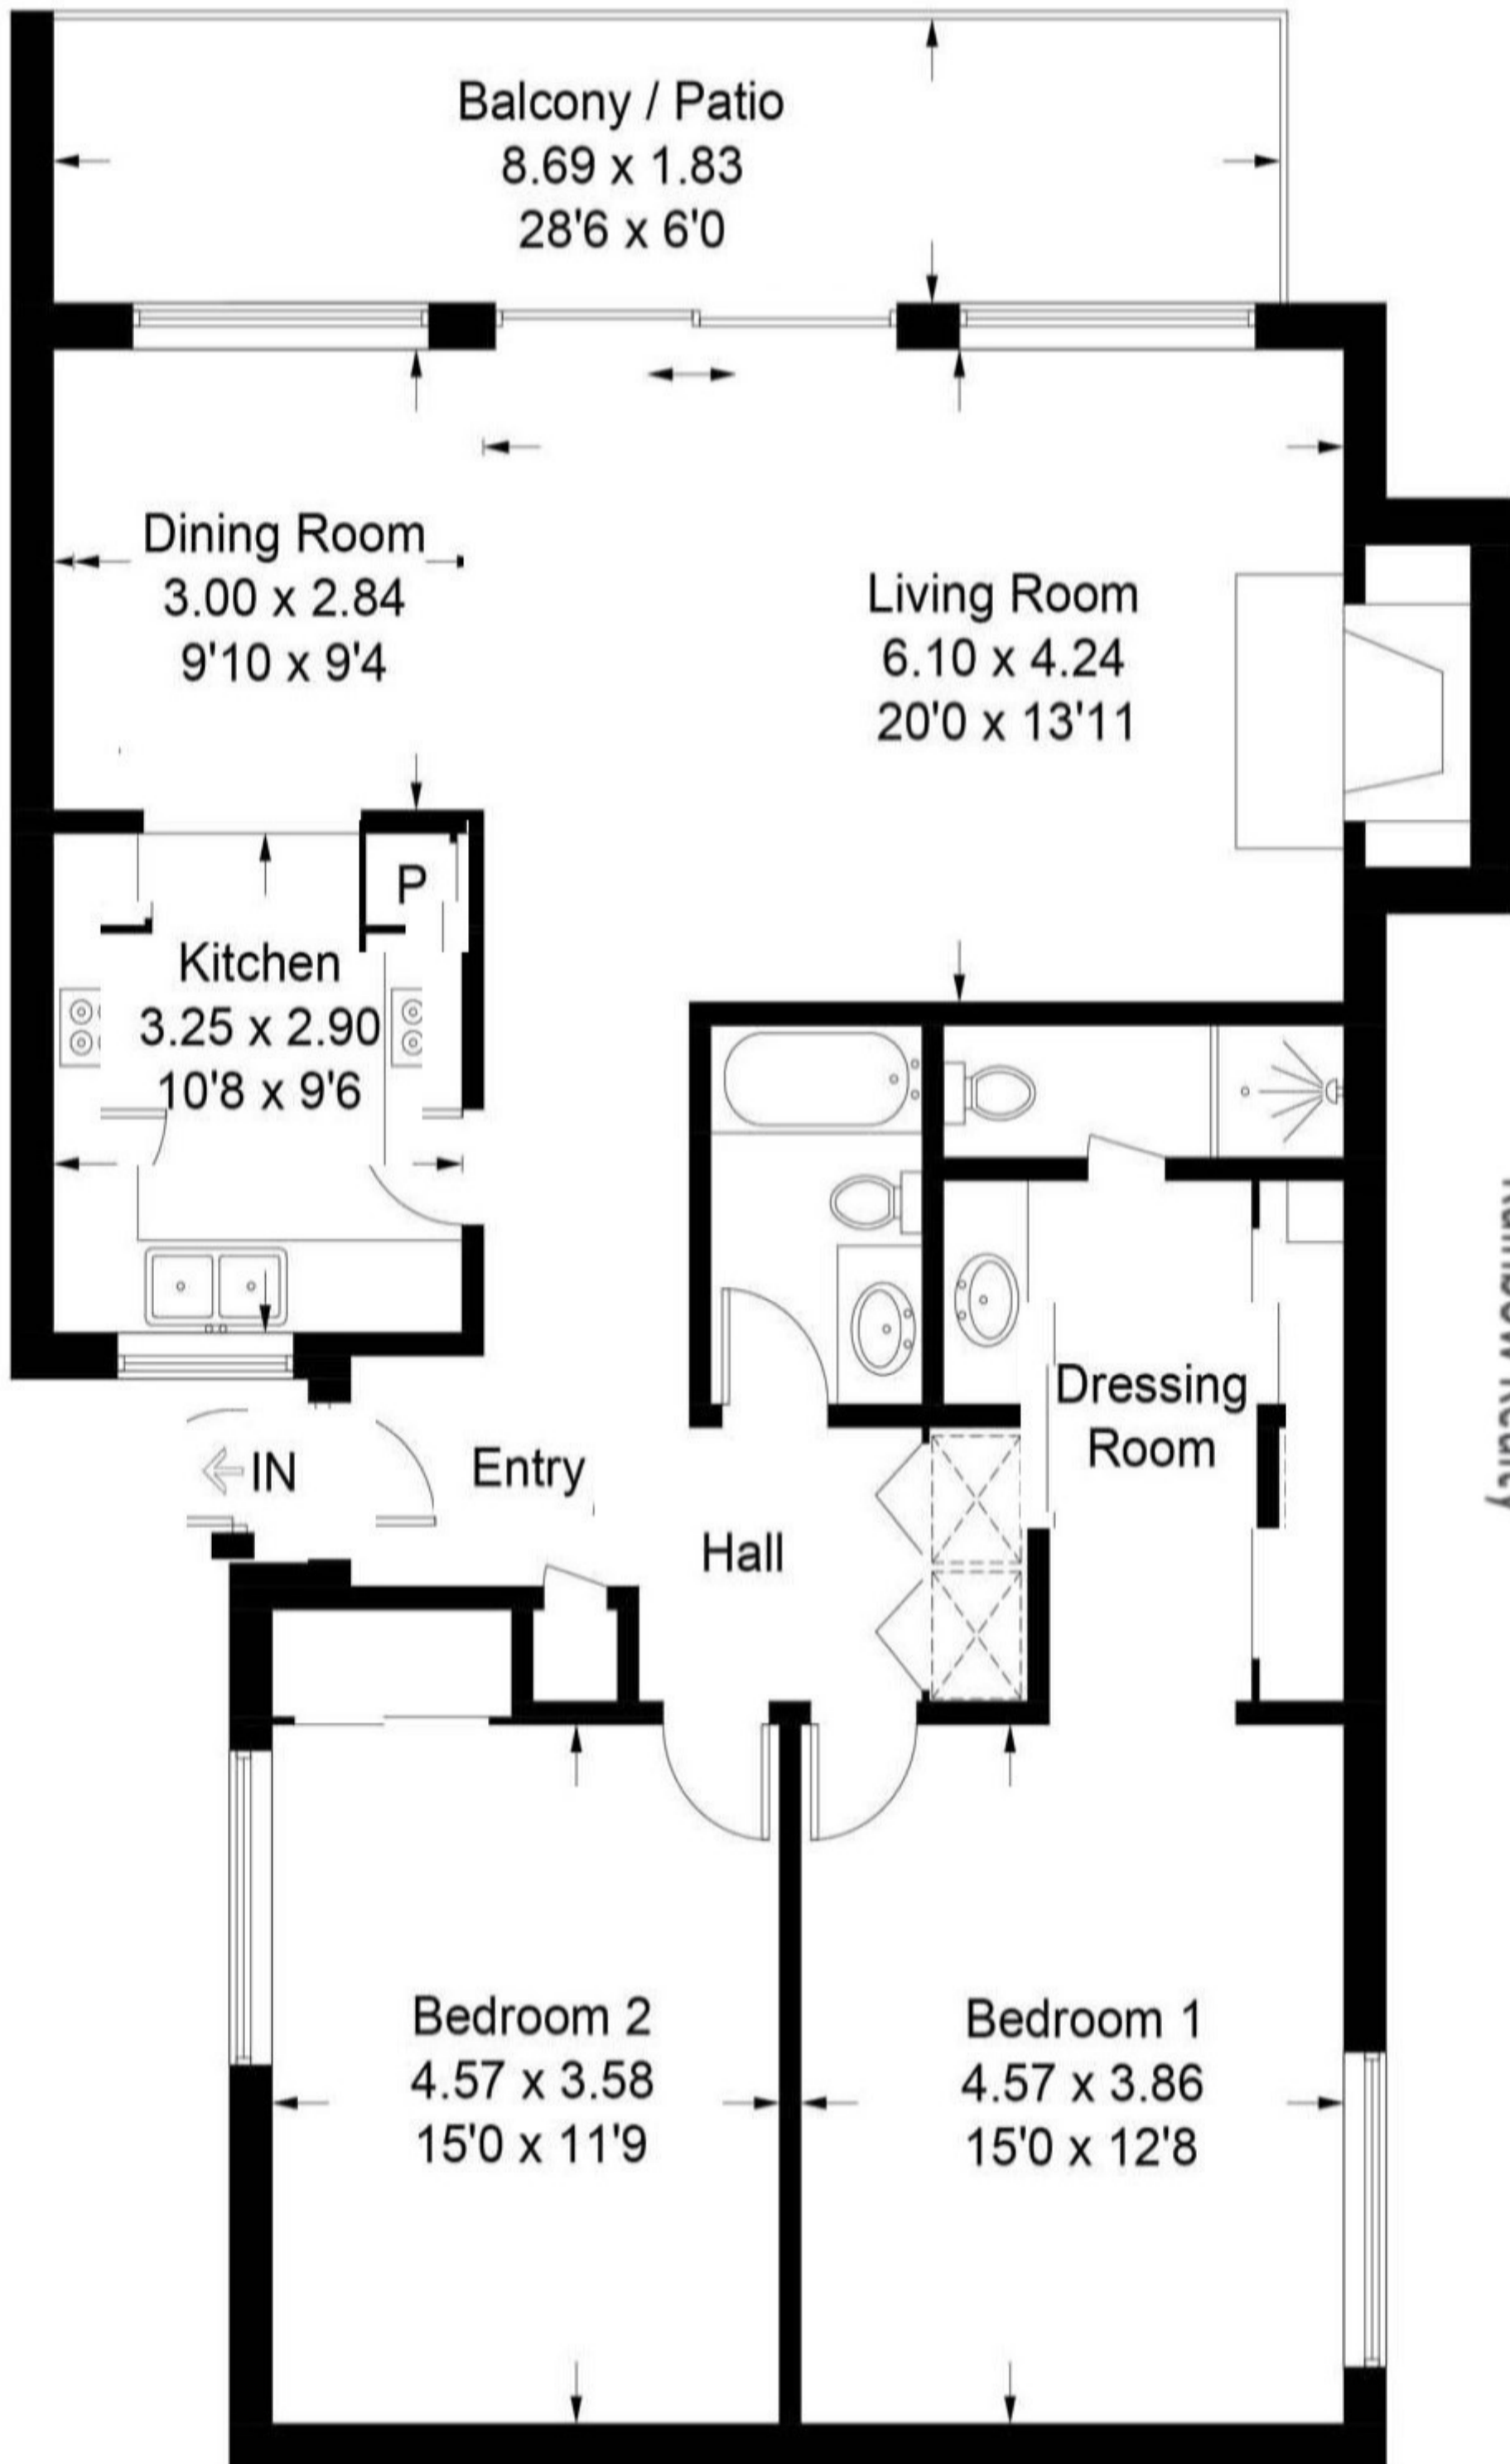 Balcony / Patio
8.69 x 1.83
28'6 x 6'0
Dining Room
3.00 x 2.84
9'10 x 9'4
Living Room
6.10 x 4.24
20'0 x 13'11
P
Kitchen
3.25 x 2.90
10'8 x 9'6
Dressing
Room
IN
Entry
Hall
Bedroom 2
4.57 x 3.58
15'0 x 11'9
Bedroom 1
4.57 x 3.86
15'0 x 12'8